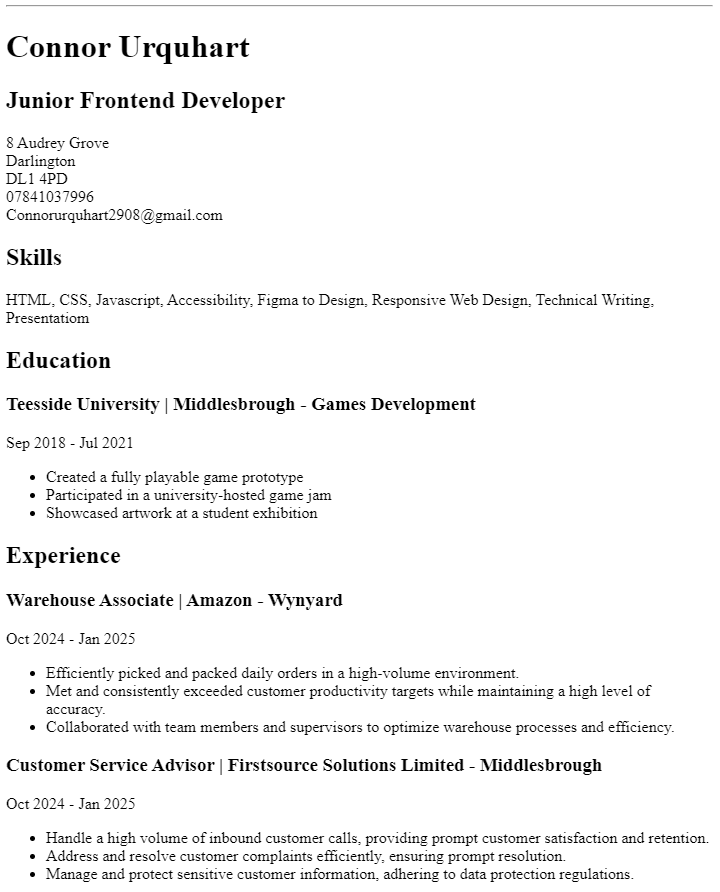 Connor Urquhart
Junior Frontend Developer
8 Audrey Grove
Darlington
DL1 4PD
07841037996
Connorurquhart2908@gmail.com
Skills
HTML, CSS, Javascript, Accessibility, Figma to Design, Responsive Web Design, Technical Writing,
Presentatiom
Education
Teesside University | Middlesbrough - Games Development
Sep 2018 - Jul 2021
• Created a fully playable game prototype
• Participated in a university-hosted game jam
• Showcased artwork at a student exhibition
Experience
Warehouse Associate | Amazon - Wynyard
Oct 2024 - Jan 2025
• Efficiently picked and packed daily orders in a high-volume environment.
• Met and consistently exceeded customer productivity targets while maintaining a high level of
accuracy.
• Collaborated with team members and supervisors to optimize warehouse processes and efficiency.
Customer Service Advisor | Firstsource Solutions Limited - Middlesbrough
Oct 2024 - Jan 2025
• Handle a high volume of inbound customer calls, providing prompt customer satisfaction and retention.
• Address and resolve customer complaints efficiently, ensuring prompt resolution.
• Manage and protect sensitive customer information, adhering to data protection regulations.